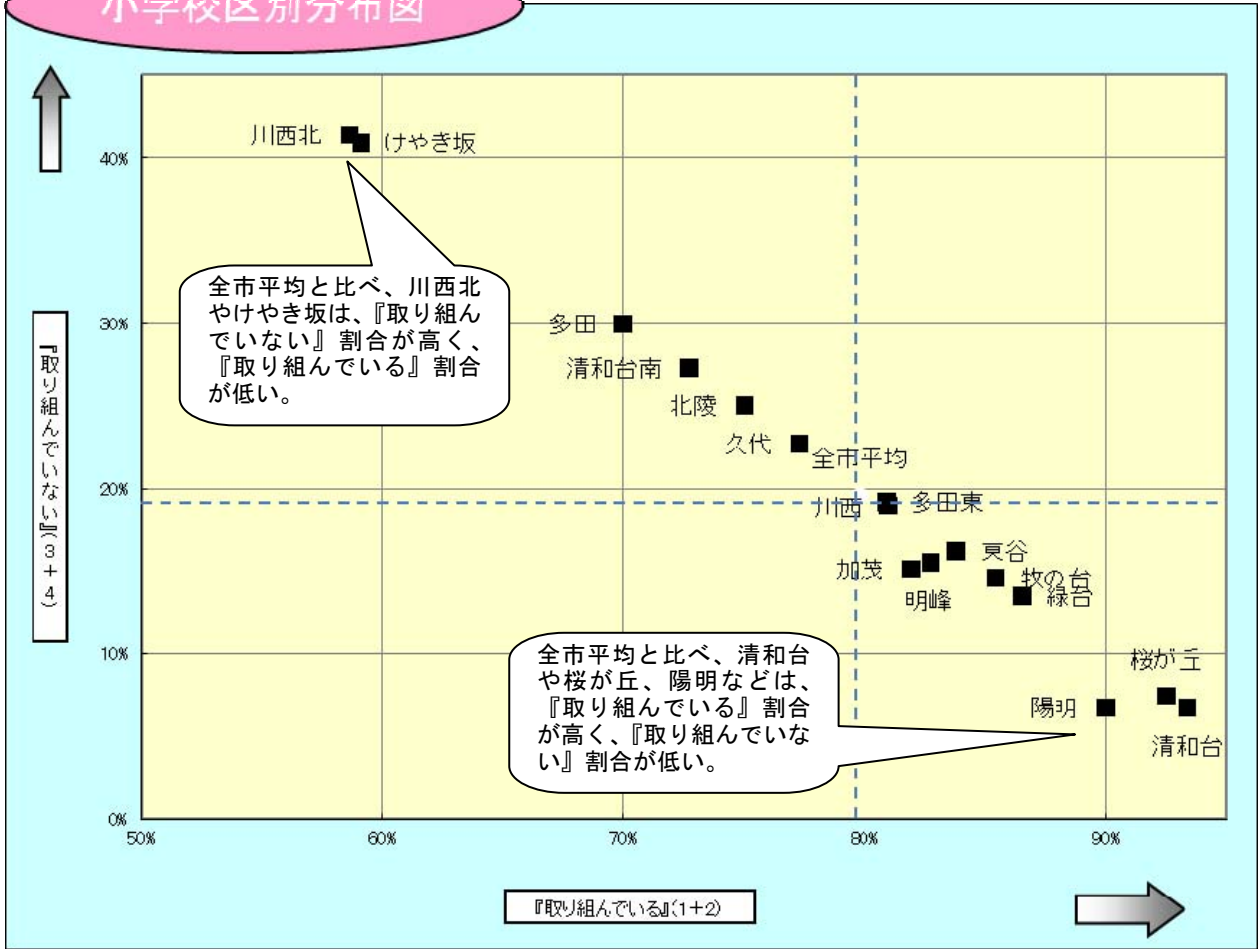 小学校区別分布図
川西北
けやき坂
40%
全市平均と比べ、川西北
やけやき坂は、『取り組ん
でいない』割合が高く、
『取り組んでいる』割合
が低い。
『取り組んでいない』(3+4)
30%
多田
清和台南
北陵
久代
全市平均
20%
川西
多田東
加茂
明峰
東谷
牧の台
緑台
10%
全市平均と比べ、清和台
や桜が丘、陽明などは、
『取り組んでいる』割合
が高く、『取り組んでいな
い』割合が低い。
桜が丘
陽明
清和台
0%
50%
60%
70%
80%
90%
『取り組んでいる』(1+2)